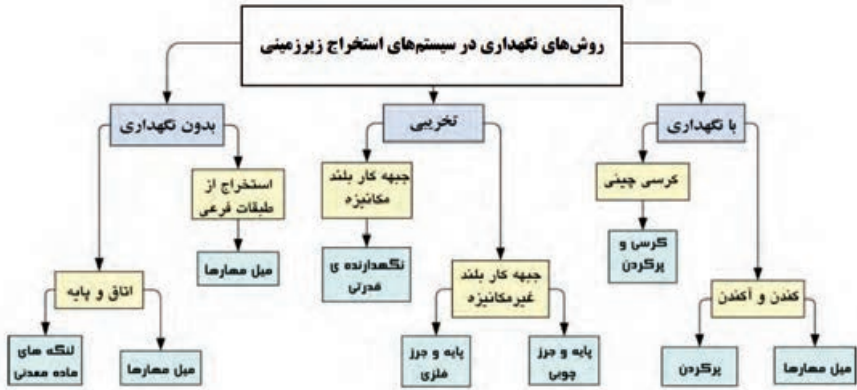 روش‌های نگهداری در سیستم‌های استخراج زیرزمینی
با نگهداری
تخریبی
بدون نگهداری
کرسی چینی
جبهه کار بلند
مکانیزه
استخراج از
طبقات فرعی
کرسی و
پرکردن
نگهدارنده ی
قدرتی
میل مهارها
کندن و آکندن
جبهه کار بلند
غیرمکانیزه
اتاق و پایه
میل مهارها
پرکردن
پایه و جرز
چوبی
پایه و جرز
فلزی
میل مهارها
لنگه های
ماده معدنی